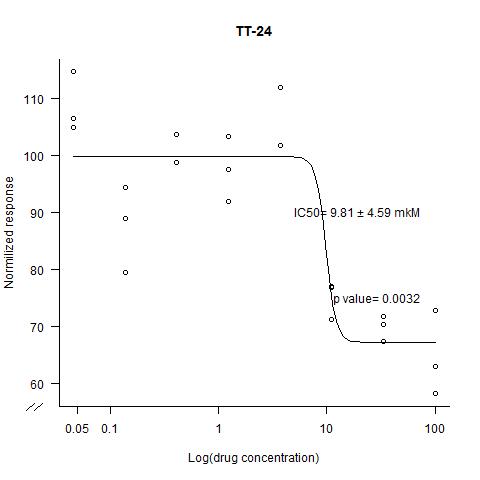 TT-24
Normilized response
110
100
90
80
70
60
IC50= 9.81 ± 4.59 mkM
p value= 0.0032
0.05 0.1 1 10 100
Log(drug concentration)